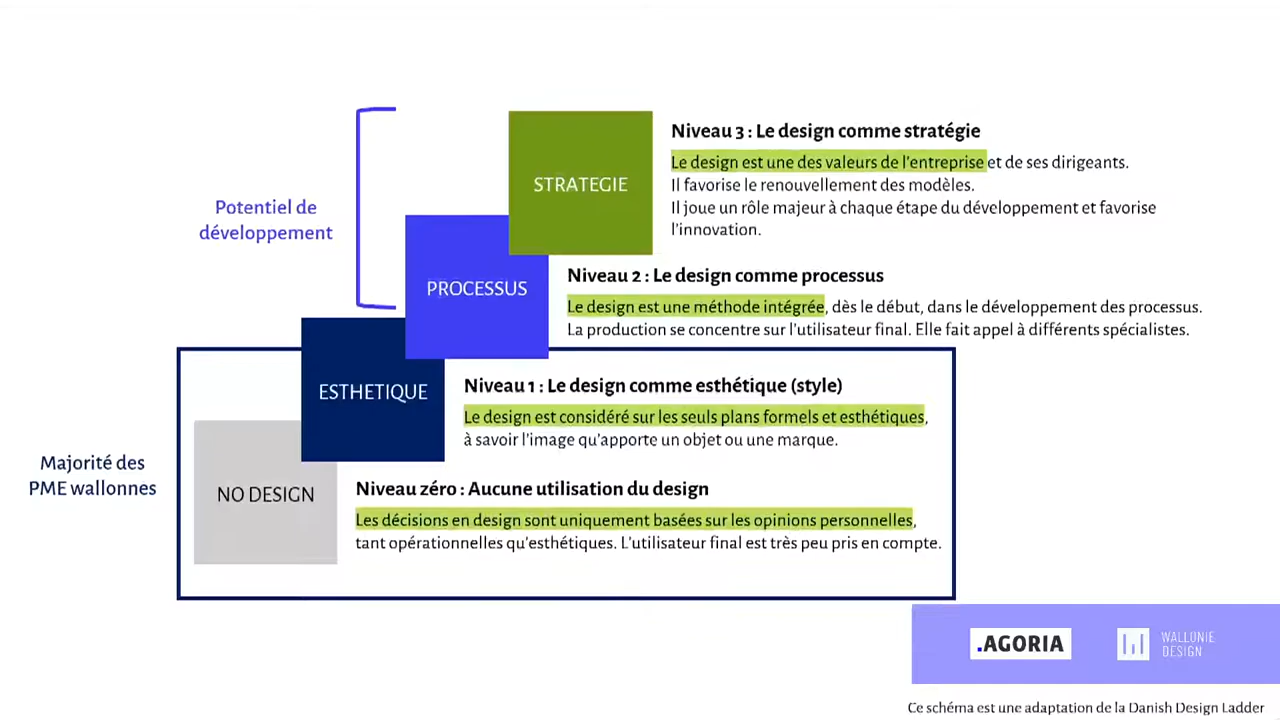 STRATEGIE
Niveau 3 : Le design comme stratégie
Le design est une des valeurs de l'entreprise et de ses dirigeants.
Il favorise le renouvellement des modèles.
Il joue un rôle majeur à chaque étape du développement et favorise
l'innovation.
Potentiel de
développement
PROCESSUS
Niveau 2 : Le design comme processus
Le design est une méthode intégrée, dès le début, dans le développement des processus.
La production se concentre sur l'utilisateur final. Elle fait appel à différents spécialistes.
ESTHETIQUE
Niveau 1 : Le design comme esthétique (style)
Le design est considéré sur les seuls plans formels et esthétiques,
à savoir l'image qu'apporte un objet ou une marque.
Majorité des
PME wallonnes
NO DESIGN
Niveau zéro : Aucune utilisation du design
Les décisions en design sont uniquement basées sur les opinions personnelles,
tant opérationnelles qu'esthétiques. L'utilisateur final est très peu pris en compte.
.AGORIA
WALLONIE
DESIGN
Ce schéma est une adaptation de la Danish Design Ladder